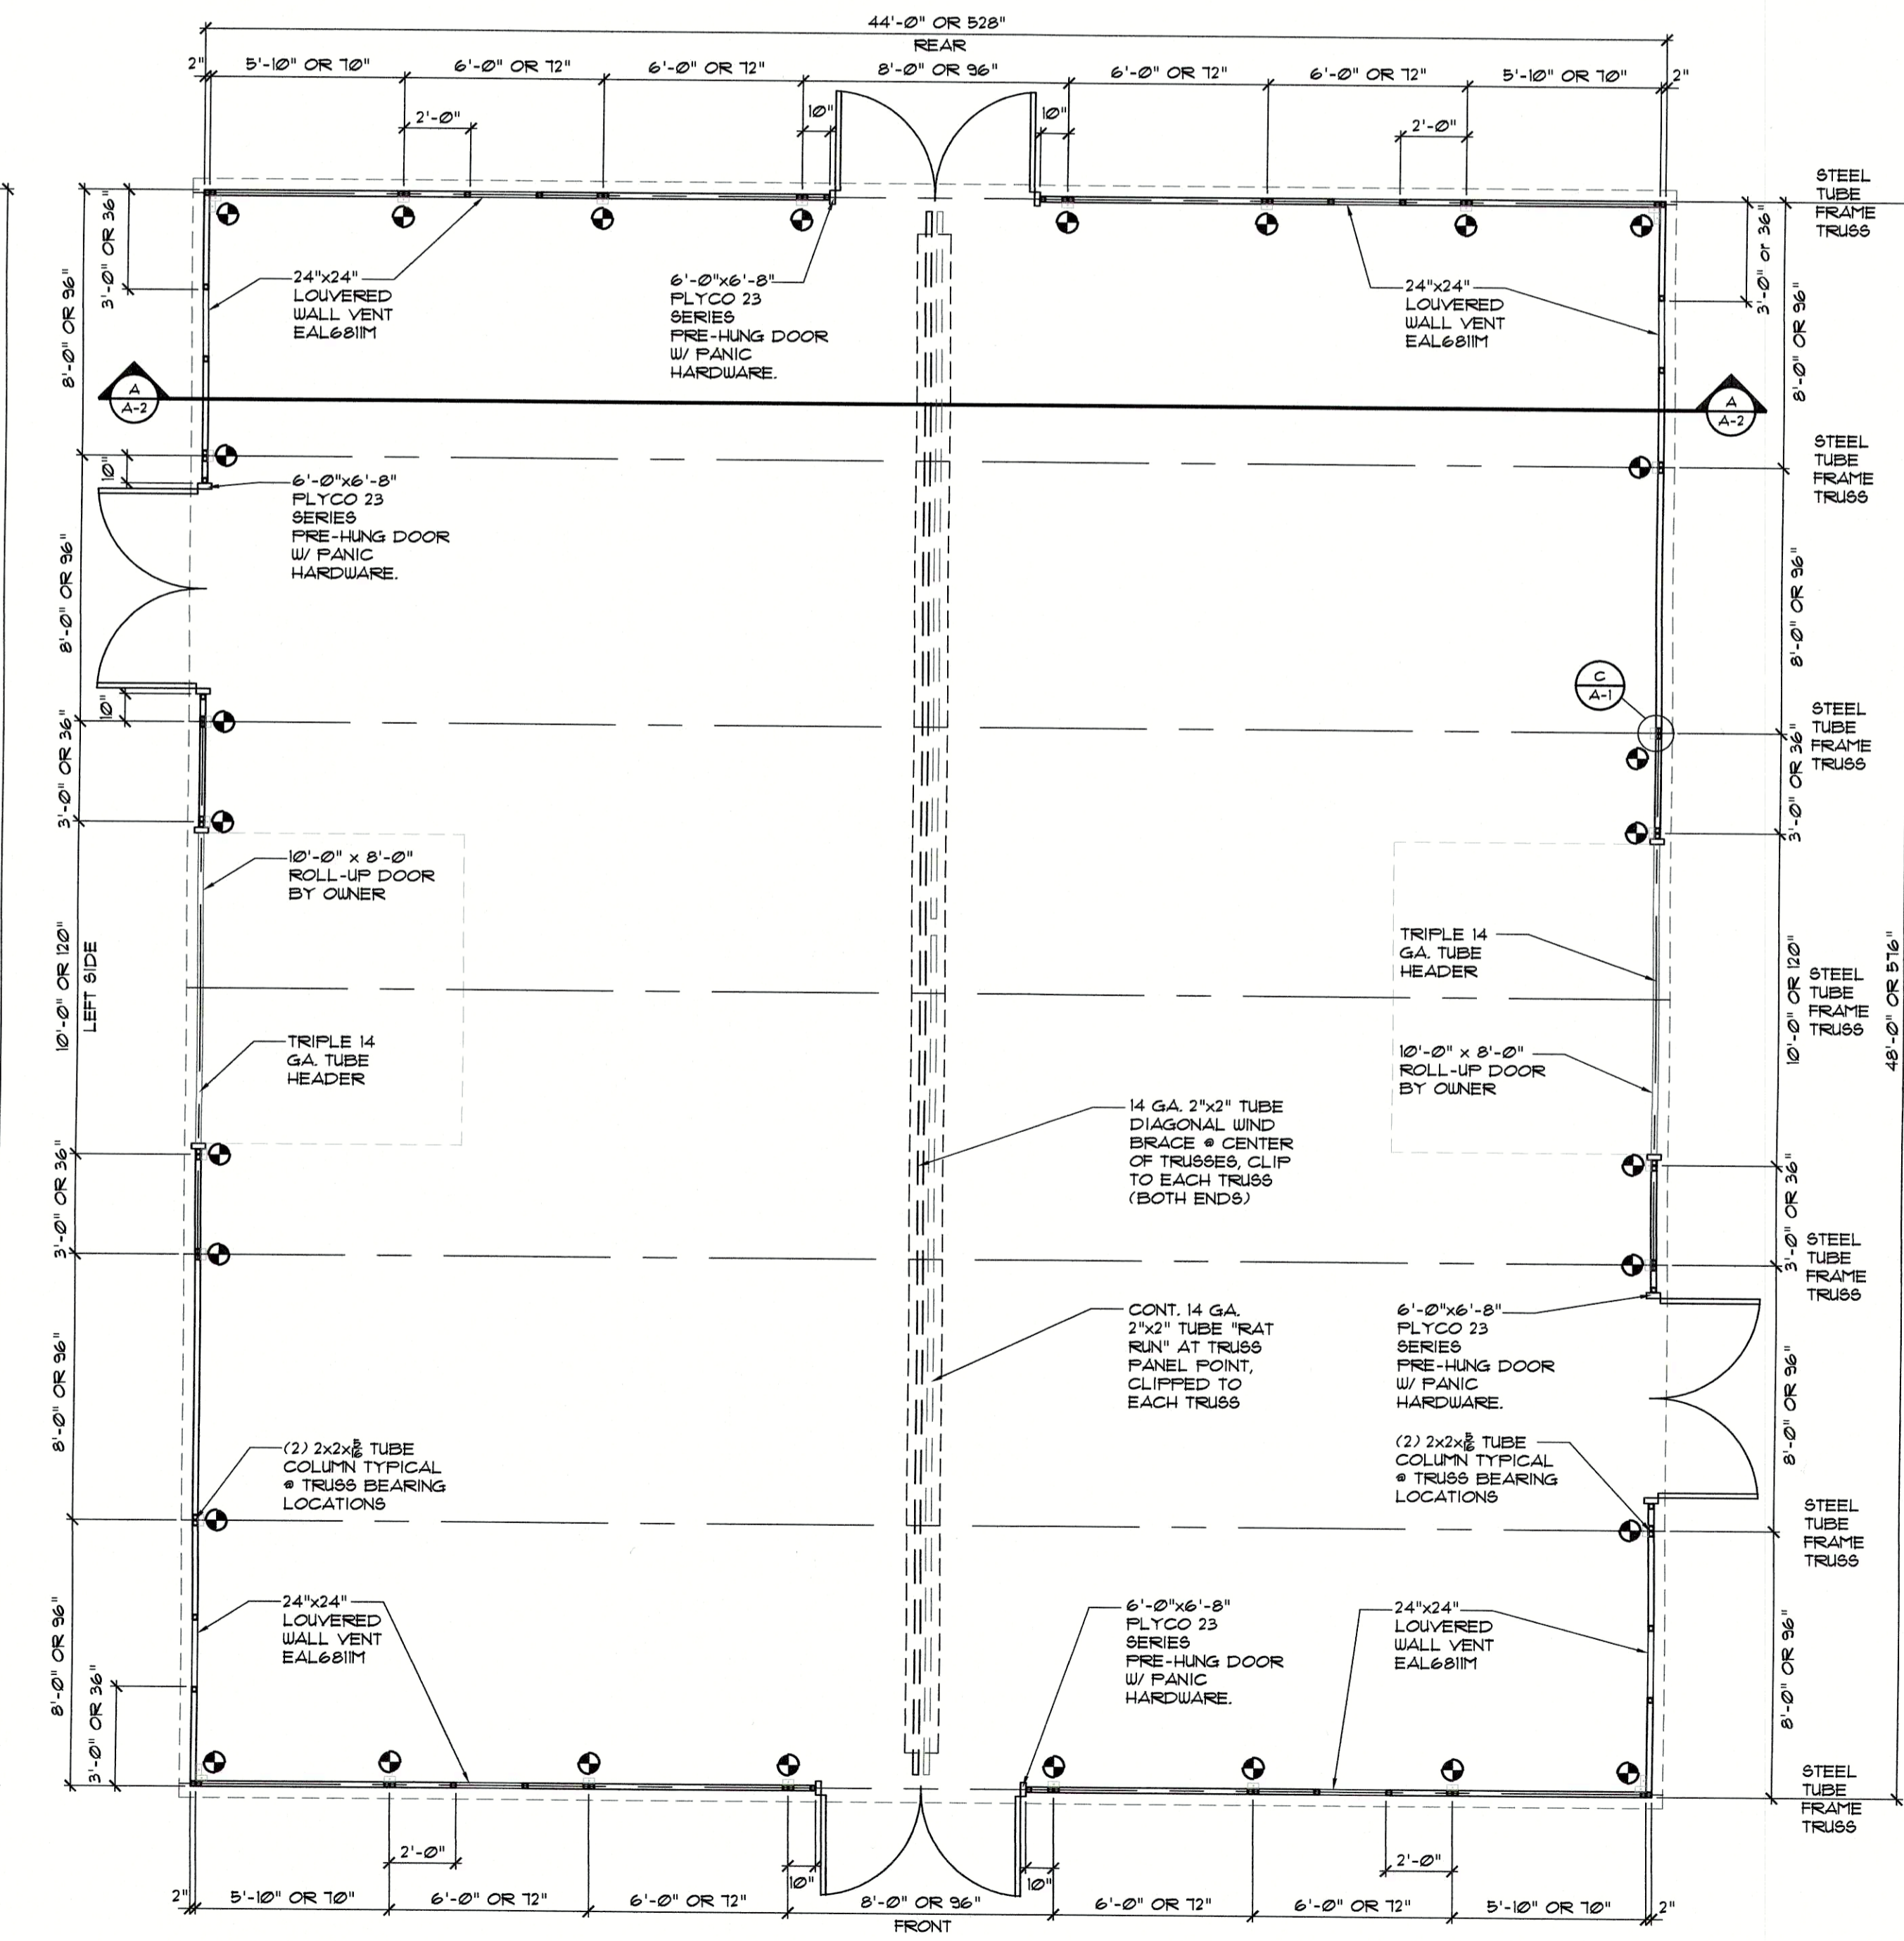 44'-0" OR 528"
REAR
2" 5'-10" OR 70" 6'-0" OR 72" 6'-0" OR 72" 8'-0" OR 96" 6'-0" OR 72" 6'-0" OR 72" 5'-10" OR 70" 2"
2'-0" 10" 10" 2'-0"
STEEL
TUBE
FRAME
TRUSS
3'-0" OR 36"
8'-0" OR 96"
24"x24"
LOUVERED
WALL VENT
EAL6811M
6'-0"x6'-8"
PLYCO 23
SERIES
PRE-HUNG DOOR
W/ PANIC
HARDWARE.
24"x24"
LOUVERED
WALL VENT
EAL6811M
3'-0" or 36"
8'-0" OR 96"
A
A-2
A
A-2
STEEL
TUBE
FRAME
TRUSS
10"
6'-0"x6'-8"
PLYCO 23
SERIES
PRE-HUNG DOOR
W/ PANIC
HARDWARE.
8'-0" OR 96"
10"
8'-0" OR 96"
C
A-1
STEEL
TUBE
FRAME
TRUSS
3'-0" OR 36"
3'-0" OR 36"
10'-0" x 8'-0"
ROLL-UP DOOR
BY OWNER
10'-0" OR 120"
LEFT SIDE
TRIPLE 14
GA. TUBE
HEADER
TRIPLE 14
GA. TUBE
HEADER
10'-0" x 8'-0"
ROLL-UP DOOR
BY OWNER
10'-0" OR 120"
STEEL
TUBE
FRAME
TRUSS
48'-0" OR 576"
14 GA. 2"x2" TUBE
DIAGONAL WIND
BRACE @ CENTER
OF TRUSSES, CLIP
TO EACH TRUSS
(BOTH ENDS)
3'-0" OR 36"
3'-0" OR 36"
STEEL
TUBE
FRAME
TRUSS
CONT. 14 GA.
2"x2" TUBE "RAT
RUN" AT TRUSS
PANEL POINT,
CLIPPED TO
EACH TRUSS
6'-0"x6'-8"
PLYCO 23
SERIES
PRE-HUNG DOOR
W/ PANIC
HARDWARE.
8'-0" OR 96"
8'-0" OR 96"
(2) 2x2x5/16 TUBE
COLUMN TYPICAL
@ TRUSS BEARING
LOCATIONS
(2) 2x2x5/16 TUBE
COLUMN TYPICAL
@ TRUSS BEARING
LOCATIONS
STEEL
TUBE
FRAME
TRUSS
8'-0" OR 96"
3'-0" OR 36"
24"x24"
LOUVERED
WALL VENT
EAL6811M
6'-0"x6'-8"
PLYCO 23
SERIES
PRE-HUNG DOOR
W/ PANIC
HARDWARE.
24"x24"
LOUVERED
WALL VENT
EAL6811M
8'-0" OR 96"
STEEL
TUBE
FRAME
TRUSS
2'-0" 10" 10" 2'-0"
2" 5'-10" OR 70" 6'-0" OR 72" 6'-0" OR 72" 8'-0" OR 96" 6'-0" OR 72" 6'-0" OR 72" 5'-10" OR 70" 2"
FRONT